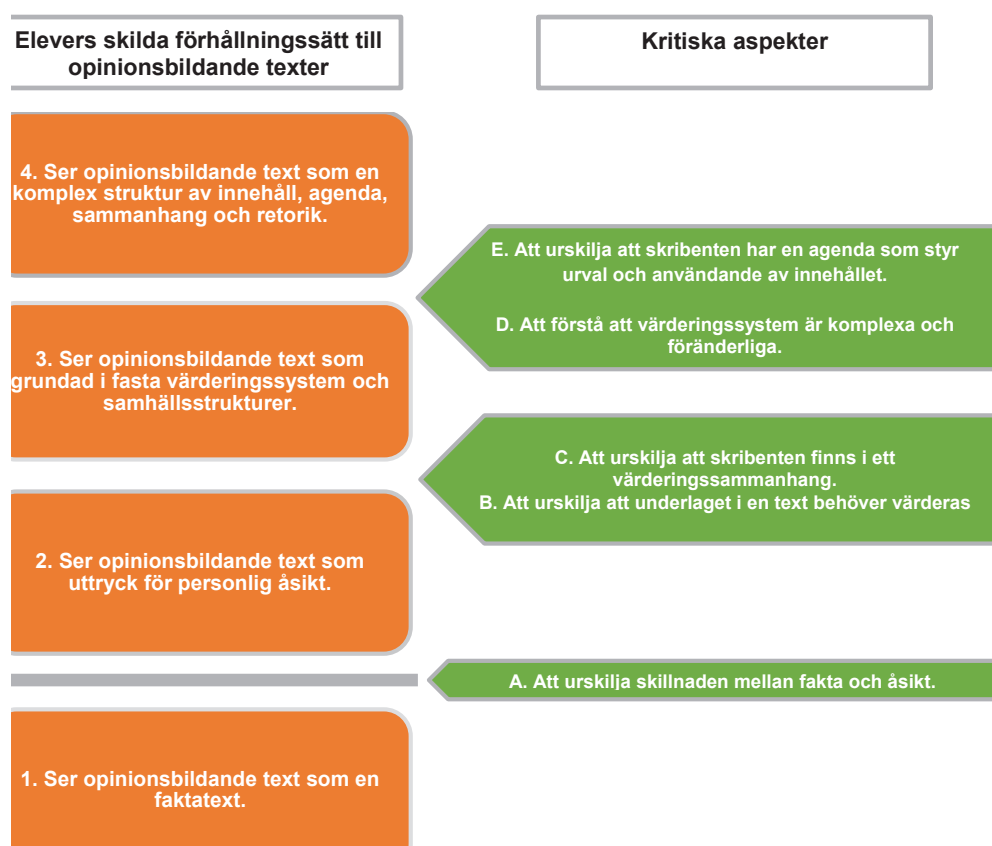 Elevers skilda förhållningssätt till
opinionsbildande texter
Kritiska aspekter
4. Ser opinionsbildande text som en
komplex struktur av innehåll, agenda,
sammanhang och retorik.
E. Att urskilja att skribenten har en agenda som styr
urval och användande av innehållet.
D. Att förstå att värderingssystem är komplexa och
föränderliga.
3. Ser opinionsbildande text som
grundad i fasta värderingssystem och
samhällsstrukturer.
C. Att urskilja att skribenten finns i ett
värderingssammanhang.
B. Att urskilja att underlaget i en text behöver värderas
2. Ser opinionsbildande text som
uttryck för personlig åsikt.
A. Att urskilja skillnaden mellan fakta och åsikt.
1. Ser opinionsbildande text som en
faktatext.